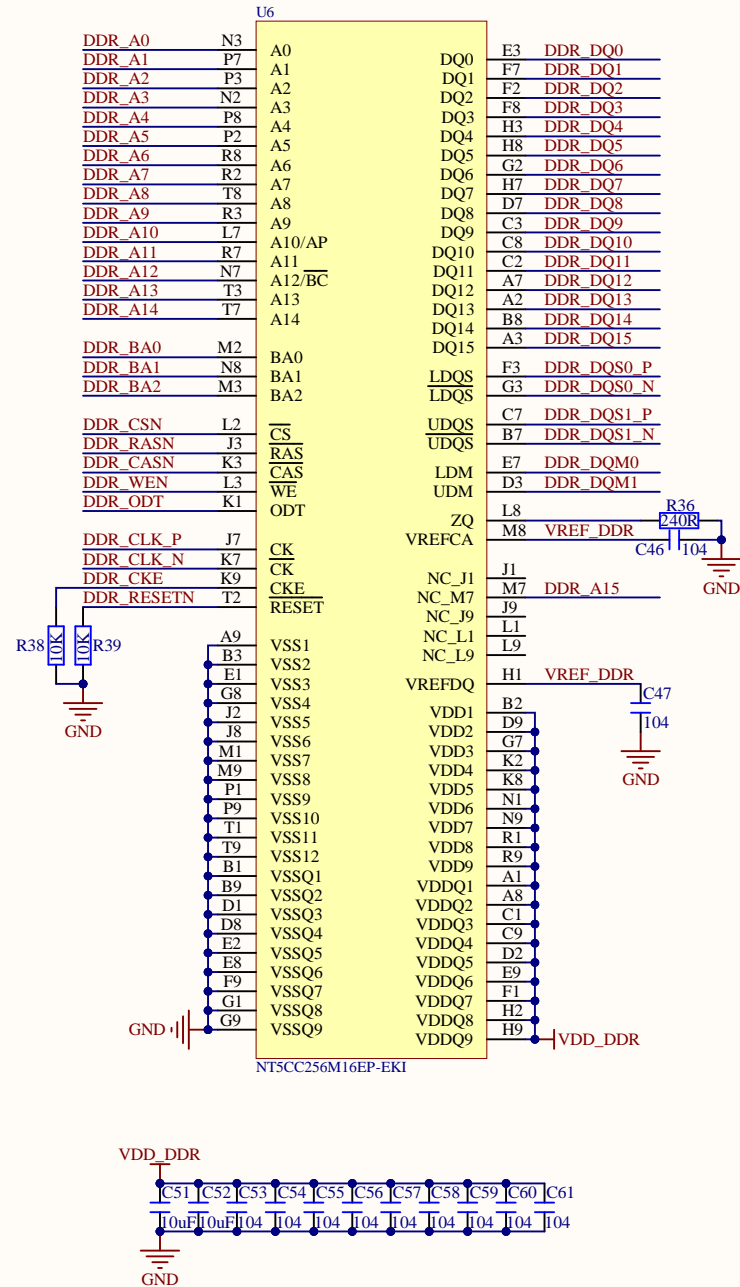 U6
DDR_A0 N3 A0
DDR_A1 P7 A1
DDR_A2 P3 A2
DDR_A3 N2 A3
DDR_A4 P8 A4
DDR_A5 P2 A5
DDR_A6 R8 A6
DDR_A7 R2 A7
DDR_A8 T8 A8
DDR_A9 R3 A9
DDR_A10 L7 A10/AP
DDR_A11 R7 A11
DDR_A12 N7 A12/BC
DDR_A13 T3 A13
DDR_A14 T7 A14
DDR_BA0 M2 BA0
DDR_BA1 N8 BA1
DDR_BA2 M3 BA2
DDR_CSN L2 CS
DDR_RASN J3 RAS
DDR_CASN K3 CAS
DDR_WEN L3 WE
DDR_ODT K1 ODT
DDR_CLK_P J7 CK
DDR_CLK_N K7 CK
DDR_CKE K9 CKE
DDR_RESETN T2 RESET
R38 10K 10K R39
GND
A9 VSS1
B3 VSS2
E1 VSS3
G8 VSS4
J2 VSS5
J8 VSS6
M1 VSS7
M9 VSS8
P1 VSS9
P9 VSS10
T1 VSS11
T9 VSS12
B1 VSSQ1
B9 VSSQ2
D1 VSSQ3
D8 VSSQ4
E2 VSSQ5
E8 VSSQ6
F9 VSSQ7
G1 VSSQ8
G9 VSSQ9
GND
DQ0 E3 DDR_DQ0
DQ1 F7 DDR_DQ1
DQ2 F2 DDR_DQ2
DQ3 F8 DDR_DQ3
DQ4 H3 DDR_DQ4
DQ5 H8 DDR_DQ5
DQ6 G2 DDR_DQ6
DQ7 H7 DDR_DQ7
DQ8 D7 DDR_DQ8
DQ9 C3 DDR_DQ9
DQ10 C8 DDR_DQ10
DQ11 C2 DDR_DQ11
DQ12 A7 DDR_DQ12
DQ13 A2 DDR_DQ13
DQ14 B8 DDR_DQ14
DQ15 A3 DDR_DQ15
LDQS F3 DDR_DQS0_P
LDQS G3 DDR_DQS0_N
UDQS C7 DDR_DQS1_P
UDQS B7 DDR_DQS1_N
LDM E7 DDR_DQM0
UDM D3 DDR_DQM1
ZQ L8 R36
240R
VREFCA M8 VREF_DDR
C46 104
GND
NC_J1 J1
NC_M7 M7 DDR_A15
NC_J9 J9
NC_L1 L1
NC_L9 L9
VREFDQ H1 VREF_DDR
C47
104
GND
VDD1 B2
VDD2 D9
VDD3 G7
VDD4 K2
VDD5 K8
VDD6 N1
VDD7 N9
VDD8 R1
VDD9 R9
VDDQ1 A1
VDDQ2 A8
VDDQ3 C1
VDDQ4 C9
VDDQ5 D2
VDDQ6 E9
VDDQ7 F1
VDDQ8 H2
VDDQ9 H9
VDD_DDR
NT5CC256M16EP-EKI
VDD_DDR
C51 C52 C53 C54 C55 C56 C57 C58 C59 C60 C61
10uF 10uF 104 104 104 104 104 104 104 104 104
GND